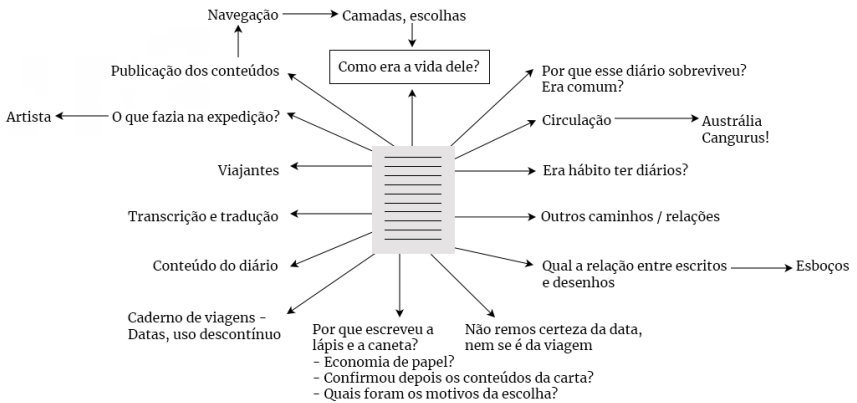 Navegação
Camadas, escolhas
Publicação dos conteúdos
Como era a vida dele?
Por que esse diário sobreviveu?
Era comum?
Artista
O que fazia na expedição?
Circulação
Austrália
Cangurus!
Viajantes
Era hábito ter diários?
Transcrição e tradução
Outros caminhos / relações
Conteúdo do diário
Qual a relação entre escritos
e desenhos
Esboços
Caderno de viagens -
Datas, uso descontínuo
Por que escreveu a
lápis e a caneta?
- Economia de papel?
- Confirmou depois os conteúdos da carta?
- Quais foram os motivos da escolha?
Não remos certeza da data,
nem se é da viagem